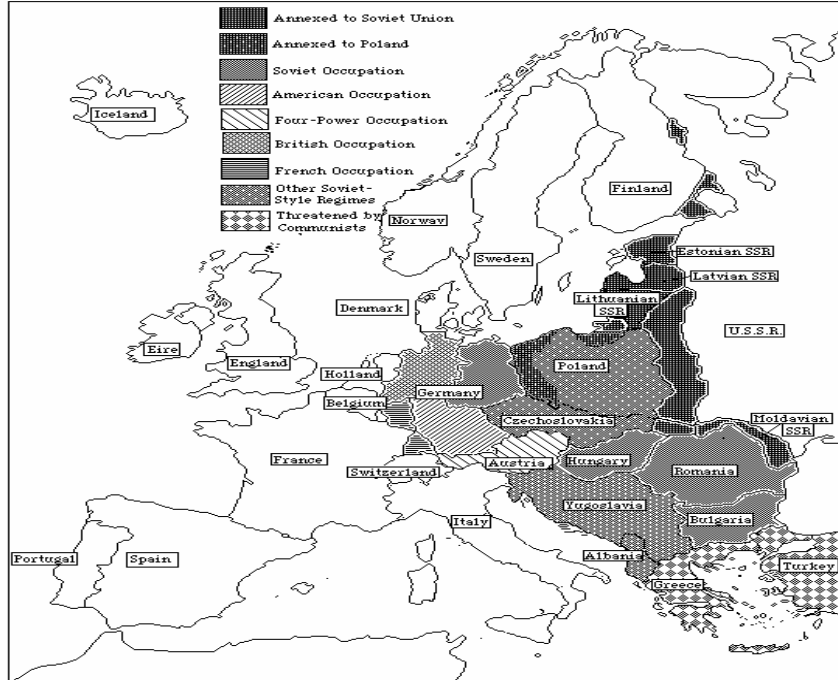 Annexed to Soviet Union
Annexed to Poland
Soviet Occupation
American Occupation
Four-Power Occupation
British Occupation
French Occupation
Other Soviet-
Style Regimes
Threatened by
Communists
Iceland
Finland
Norway
Sweden
Estonian SSR
Latvian SSR
Denmark
Lithuanian
SSR
U.S.S.R.
Eire
England
Holland
Poland
Germany
Belgium
Czechoslovakia
Moldavian
SSR
France
Switzerland
Austria
Hungary
Romania
Yugoslavia
Italy
Bulgaria
Portugal
Spain
Albania
Greece
Turkey